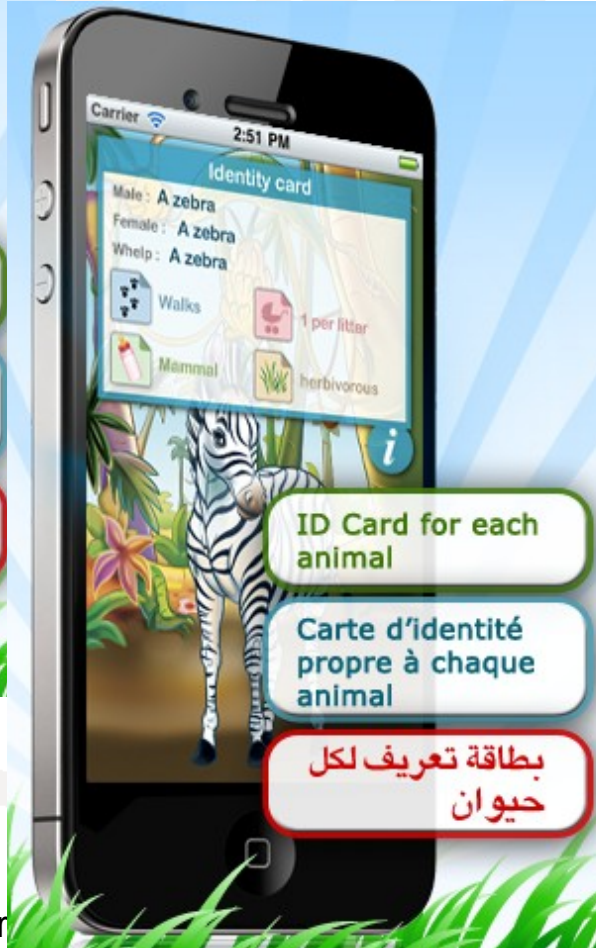 Carrier
2:51 PM
Identity card
Male : A zebra
Female : A zebra
Whelp : A zebra
Walks
1 per litter
Mammal
herbivorous
i
ID Card for each
animal
Carte d'identité
propre à chaque
animal
بطاقة تعريف لكل
حيوان